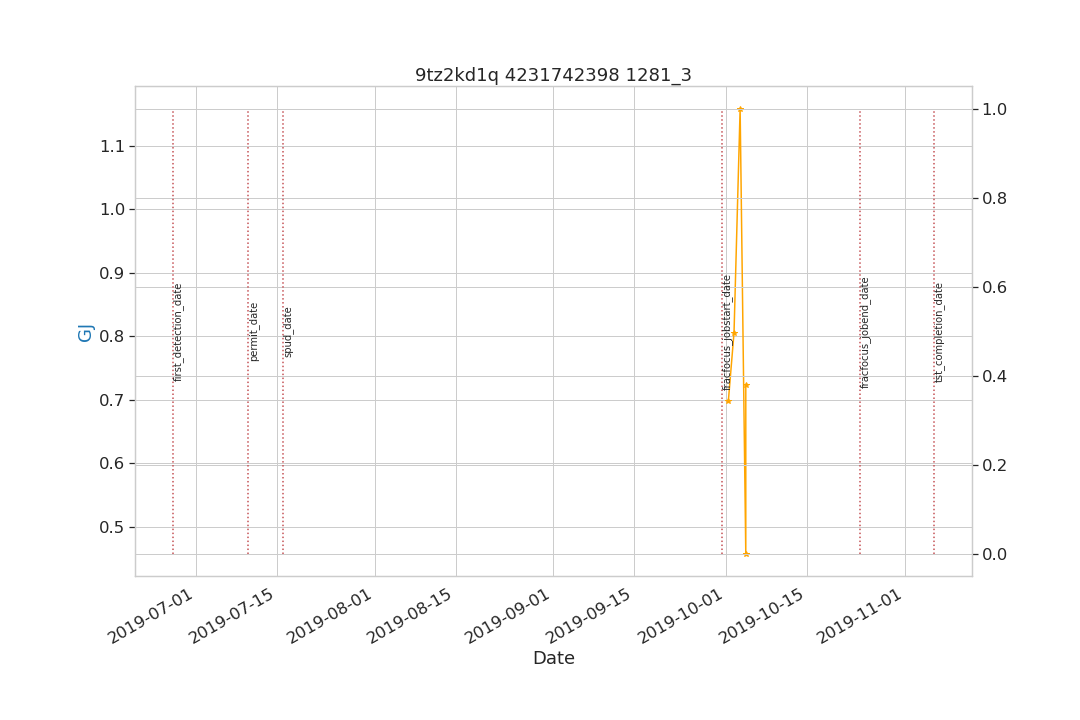 9tz2kd1q 4231742398 1281_3
1.1
1.0
0.9
0.8
0.7
0.6
0.5
GJ
1.0
0.8
0.6
0.4
0.2
0.0
first_detection_date
permit_date
spud_date
fracfocus_jobstart_date
fracfocus_jobend_date
tst_completion_date
2019-07-01
2019-07-15
2019-08-01
2019-08-15
2019-09-01
2019-09-15
2019-10-01
2019-10-15
2019-11-01
Date